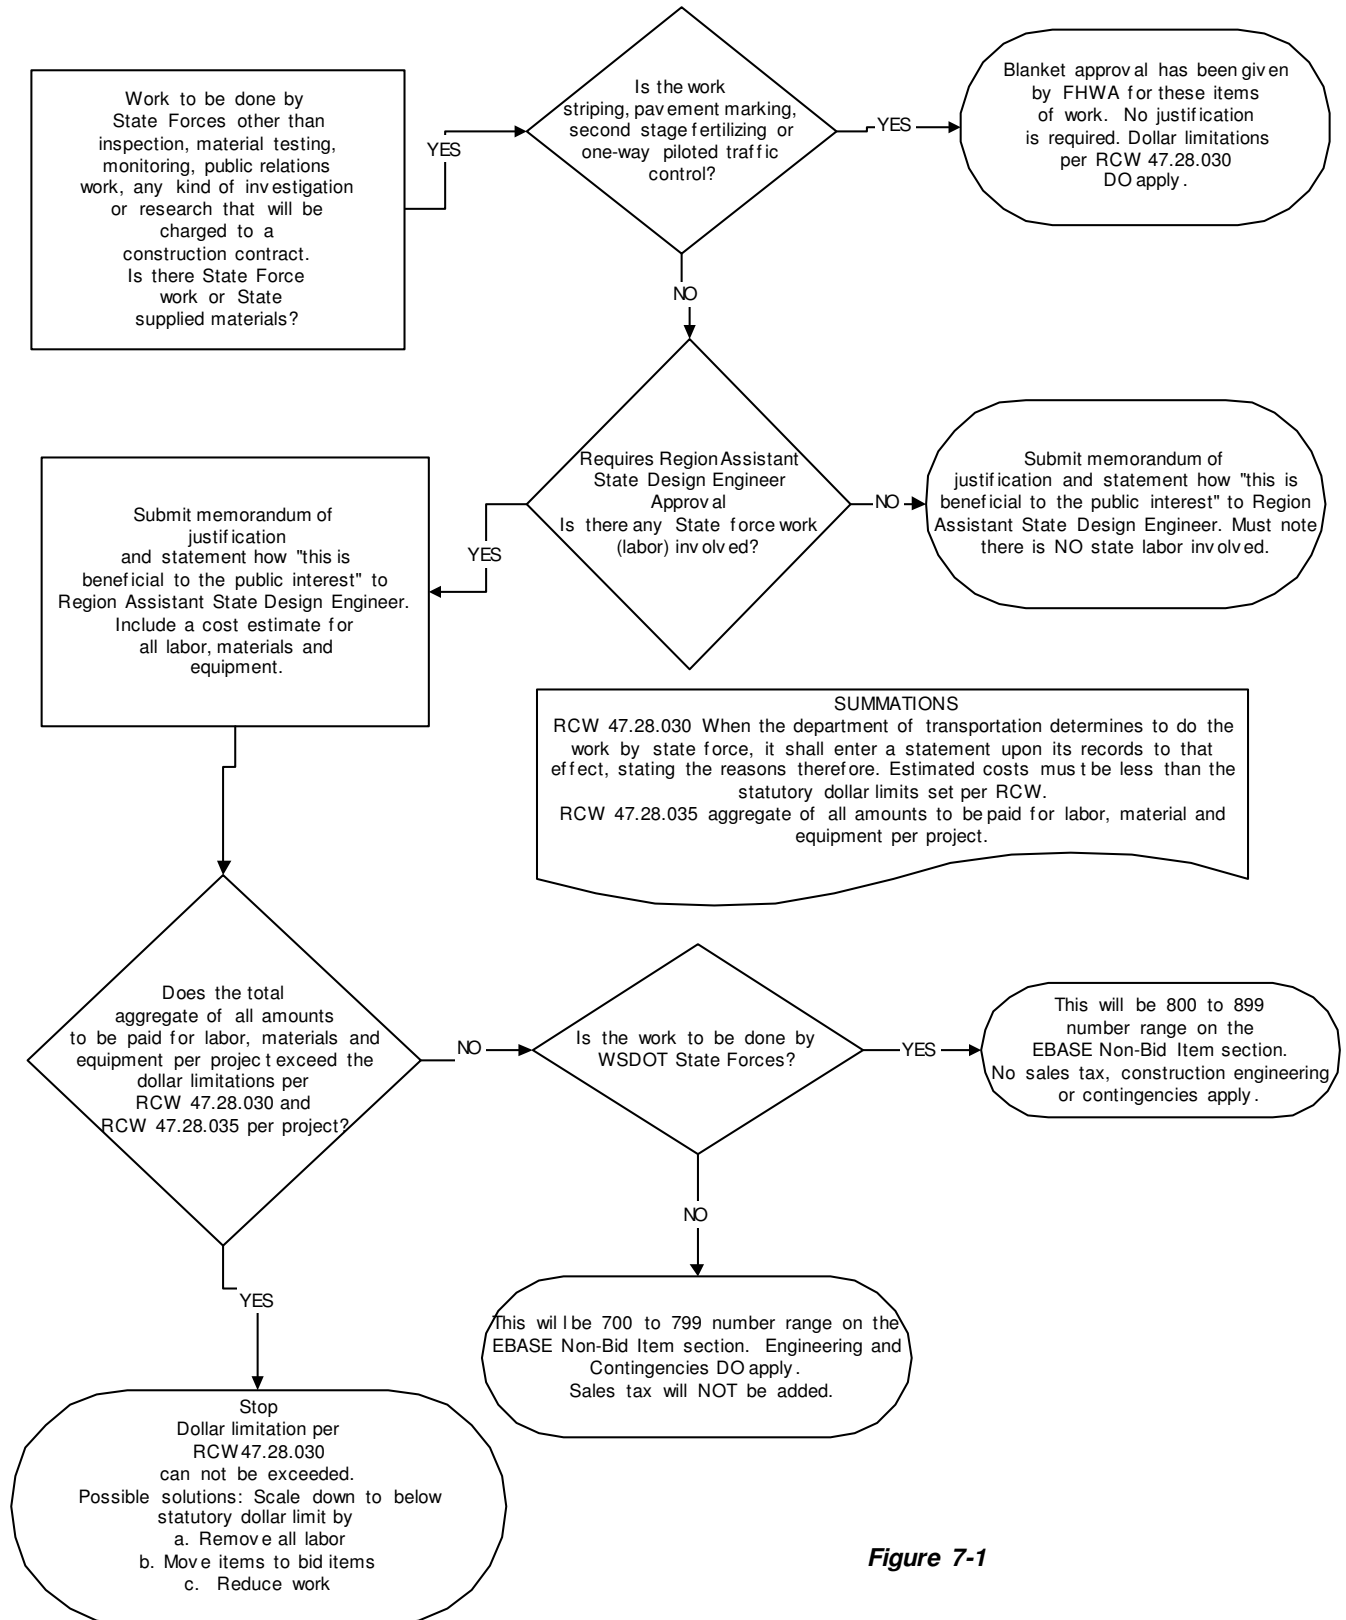 Work to be done by
State Forces other than
inspection, material testing,
monitoring, public relations
work, any kind of investigation
or research that will be
charged to a
construction contract.
Is there State Force
work or State
supplied materials?
YES
Is the work
striping, pavement marking,
second stage fertilizing or
one-way piloted traffic
control?
YES
Blanket approval has been given
by FHWA for these items
of work. No justification
is required. Dollar limitations
per RCW 47.28.030
DO apply.
NO
Requires Region Assistant
State Design Engineer
Approval
Is there any State force work
(labor) involved?
NO
Submit memorandum of
justification and statement how "this is
beneficial to the public interest" to Region
Assistant State Design Engineer. Must note
there is NO state labor involved.
YES
Submit memorandum of
justification
and statement how "this is
beneficial to the public interest" to
Region Assistant State Design Engineer.
Include a cost estimate for
all labor, materials and
equipment.
SUMMATIONS
RCW 47.28.030 When the department of transportation determines to do the
work by state force, it shall enter a statement upon its records to that
effect, stating the reasons therefore. Estimated costs must be less than the
statutory dollar limits set per RCW.
RCW 47.28.035 aggregate of all amounts to be paid for labor, material and
equipment per project.
Does the total
aggregate of all amounts
to be paid for labor, materials and
equipment per project exceed the
dollar limitations per
RCW 47.28.030 and
RCW 47.28.035 per project?
NO
Is the work to be done by
WSDOT State Forces?
YES
This will be 800 to 899
number range on the
EBASE Non-Bid Item section.
No sales tax, construction engineering
or contingencies apply.
NO
This will be 700 to 799 number range on the
EBASE Non-Bid Item section. Engineering and
Contingencies DO apply.
Sales tax will NOT be added.
YES
Stop
Dollar limitation per
RCW 47.28.030
can not be exceeded.
Possible solutions: Scale down to below
statutory dollar limit by
a. Remove all labor
b. Move items to bid items
c. Reduce work
Figure 7-1